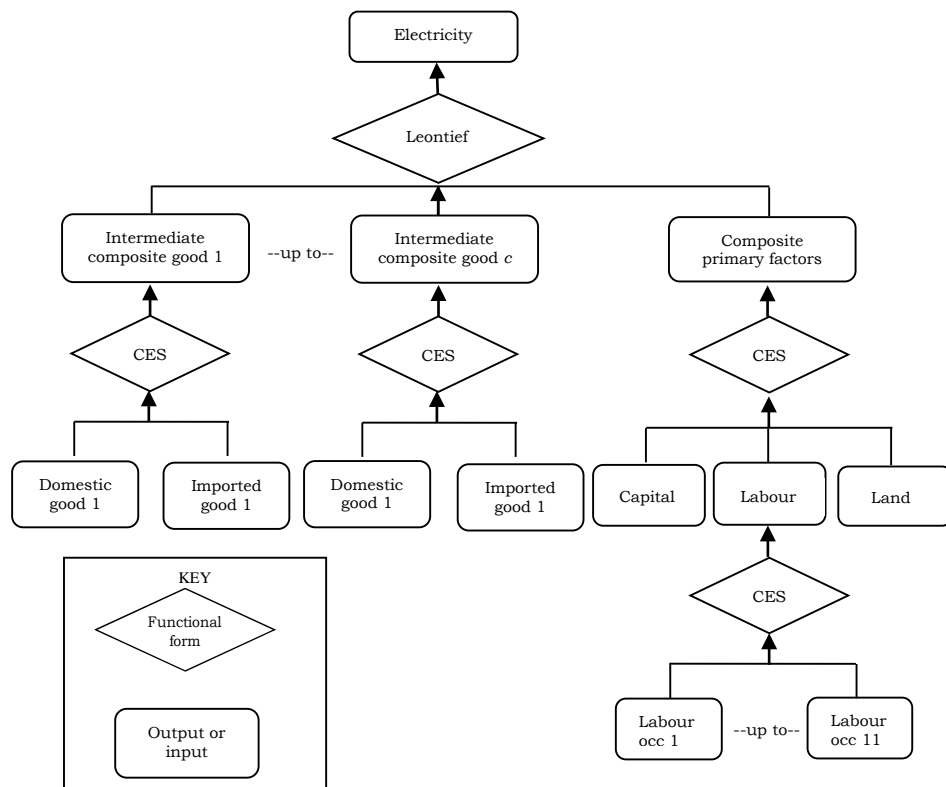 Electricity
Leontief
Intermediate
composite good 1
--up to--
Intermediate
composite good c
Composite
primary factors
CES
CES
CES
Domestic
good 1
Imported
good 1
Domestic
good 1
Imported
good 1
Capital
Labour
Land
KEY
Functional
form
CES
Output or
input
Labour
occ 1
--up to--
Labour
occ 11